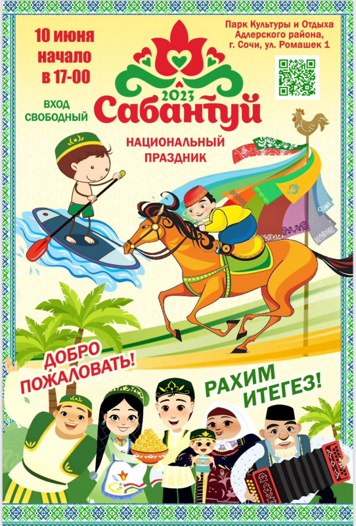 10 июня
начало
в 17-00
ВХОД
СВОБОДНЫЙ
Парк Культуры и Отдыха
Адлерского района,
г. Сочи, ул. Ромашек 1
2023
Сабантуй
НАЦИОНАЛЬНЫЙ
ПРАЗДНИК
ДОБРО
ПОЖАЛОВАТЬ!
РАХИМ
ИТЕГЕЗ!